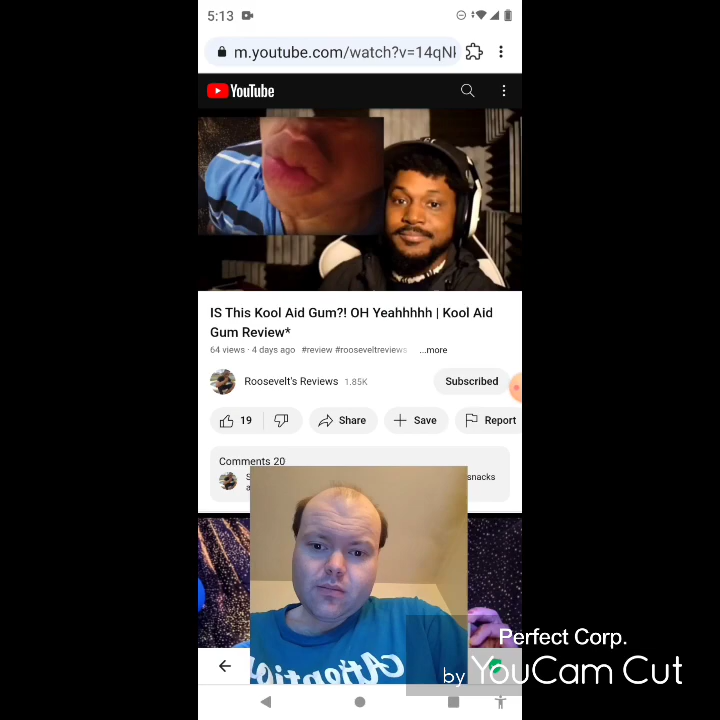 5:13
m.youtube.com/watch?v=14qN
YouTube
IS This Kool Aid Gum?! OH Yeahhhhh | Kool Aid
Gum Review*
64 views · 4 days ago #review #rooseveltreviews ...more
Roosevelt's Reviews 1.85K
Subscribed
19
Share
Save
Report
Comments 20
snacks
Attentio
Perfect Corp.
by YouCam Cut